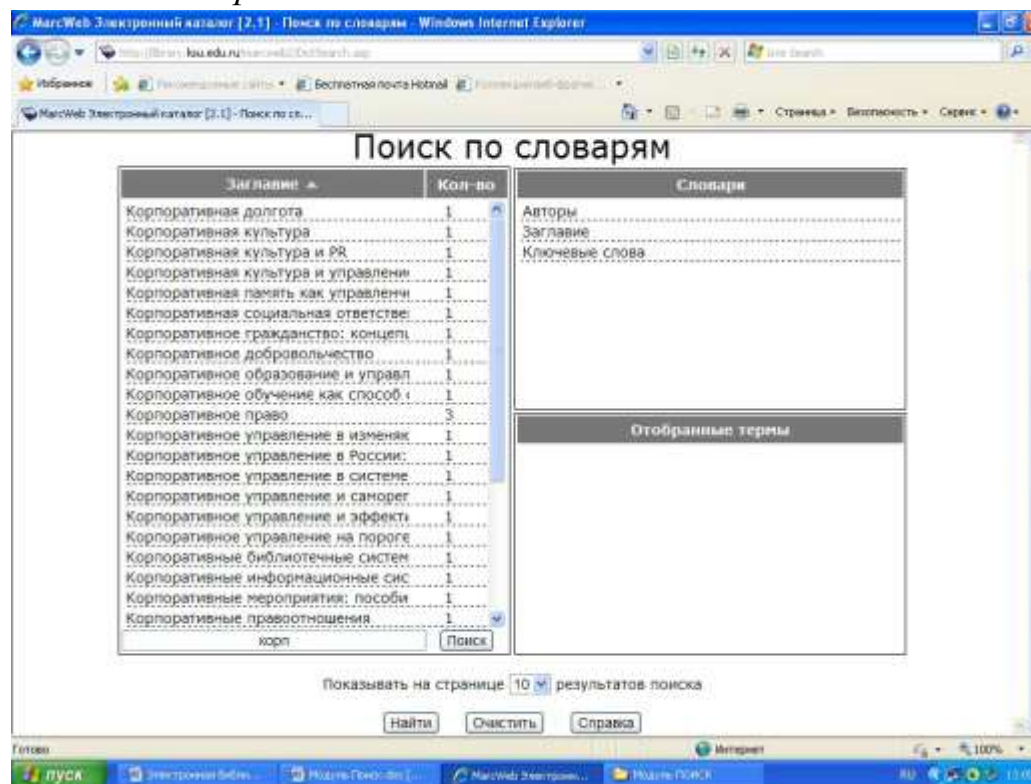 MarcWeb Электронный каталог [2.1] - Поиск по словарям - Windows Internet Explorer
Избранное Бесплатная почта Hotmail
MarcWeb Электронный каталог [2.1] - Поиск по сл... Страница Безопасность Сервис
Поиск по словарям
Заглавие Кол-во
Корпоративная долгота 1
Корпоративная культура 1
Корпоративная культура и PR 1
Корпоративная культура и управлени 1
Корпоративная память как управленч 1
Корпоративная социальная ответстве 1
Корпоративное гражданство: концепц 1
Корпоративное добровольчество 1
Корпоративное образование и управл 1
Корпоративное обучение как способ 1
Корпоративное право 3
Корпоративное управление в изменяю 1
Корпоративное управление в России: 1
Корпоративное управление в системе 1
Корпоративное управление и саморег 1
Корпоративное управление и эффекти 1
Корпоративное управление на пороге 1
Корпоративные библиотечные систем 1
Корпоративные информационные сис 1
Корпоративные мероприятия: пособи 1
Корпоративные правоотношения 1
корп Поиск
Словари
Авторы
Заглавие
Ключевые слова
Отобранные термы
Показывать на странице 10 результатов поиска
Найти Очистить Справка
Готово Интернет 100%
пуск Модуль ПОИСК